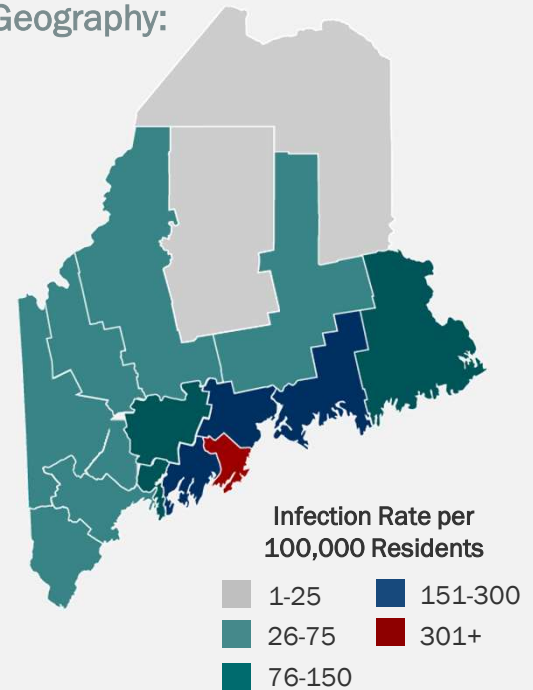 Geography:
Infection Rate per
100,000 Residents
1-25
151-300
26-75
301+
76-150